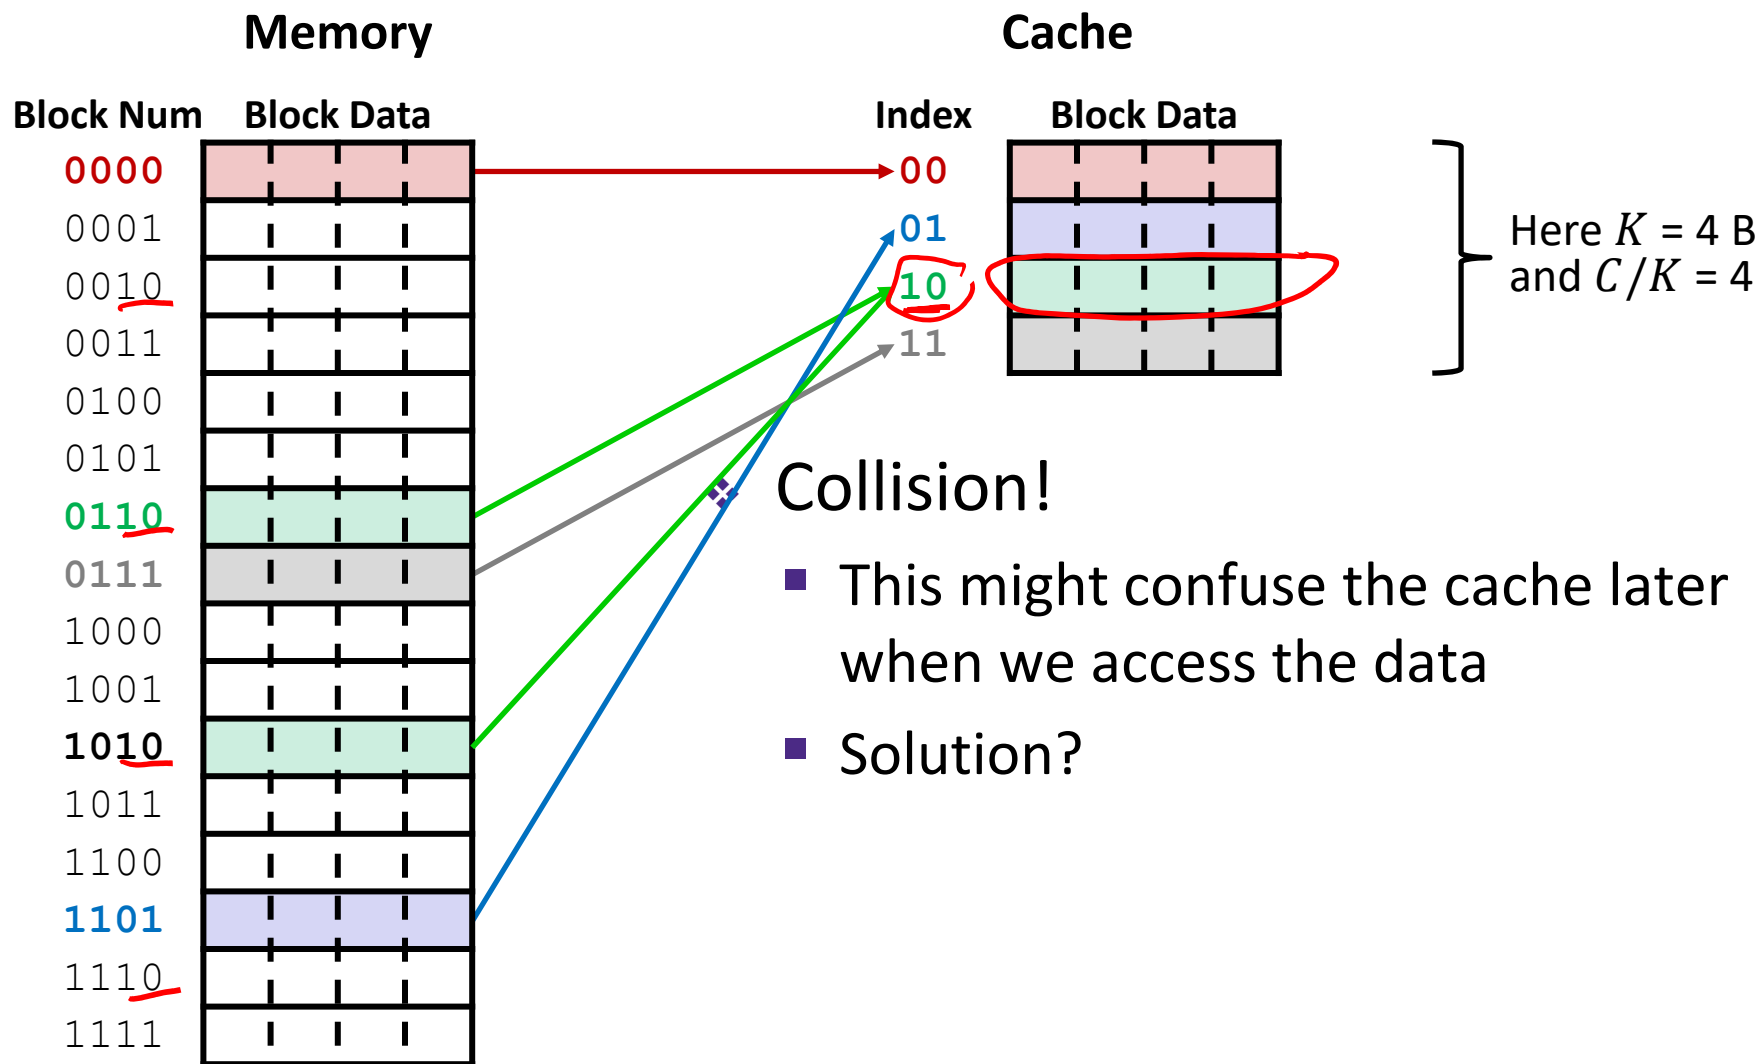 Memory
Cache
Block Num Block Data
Index Block Data
0000
0001
0010
0011
0100
0101
0110
0111
1000
1001
1010
1011
1100
1101
1110
1111
00
01
10
11
Here K = 4 B
and C/K = 4
Collision!
This might confuse the cache later
when we access the data
Solution?